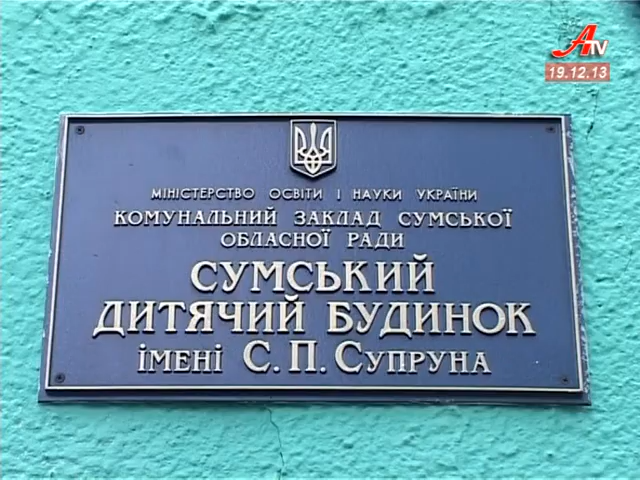 ATV
19.12.13
МІНІСТЕРСТВО ОСВІТИ І НАУКИ УКРАЇНИ
КОМУНАЛЬНИЙ ЗАКЛАД СУМСЬКОЇ
ОБЛАСНОЇ РАДИ
СУМСЬКИЙ
ДИТЯЧИЙ БУДИНОК
ІМЕНІ С. П. СУПРУНА